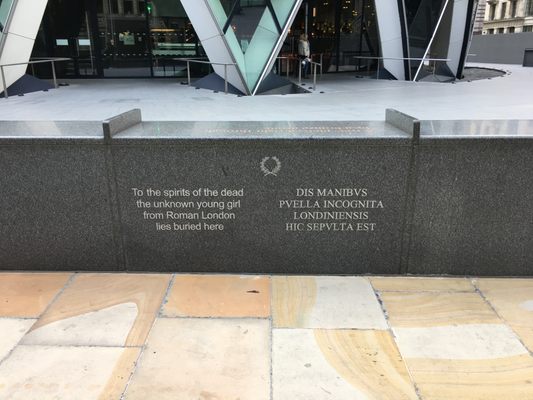 To the spirits of the dead
the unknown young girl
from Roman London
lies buried here
DIS MANIBVS
PVELLA INCOGNITA
LONDINIENSIS
HIC SEPVLTA EST